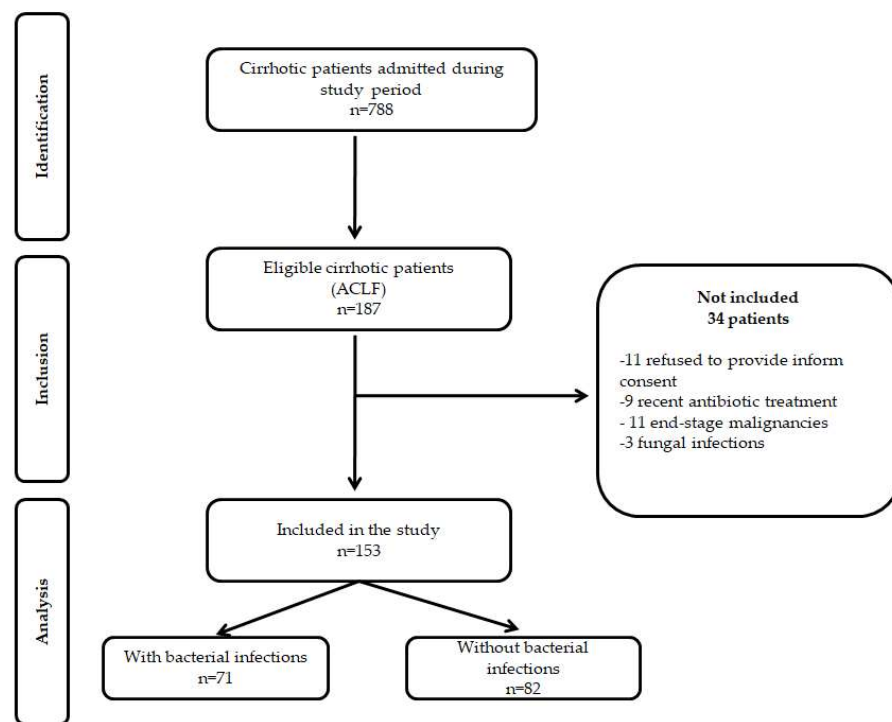 Identification
Cirrhotic patients admitted during
study period
n=788
Inclusion
Eligible cirrhotic patients
(ACLF)
n=187
Not included
34 patients
-11 refused to provide inform
consent
-9 recent antibiotic treatment
- 11 end-stage malignancies
-3 fungal infections
Analysis
Included in the study
n=153
With bacterial infections
n=71
Without bacterial
infections
n=82